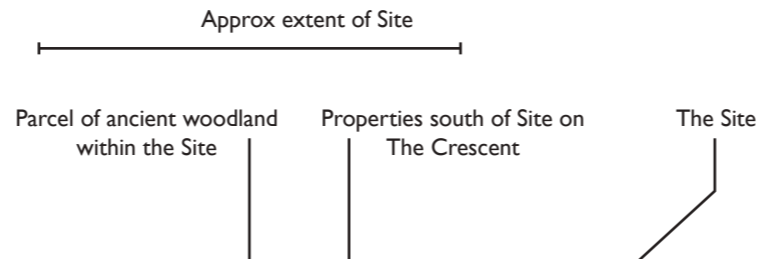 Approx extent of Site
Parcel of ancient woodland
within the Site
Properties south of Site on
The Crescent
The Site